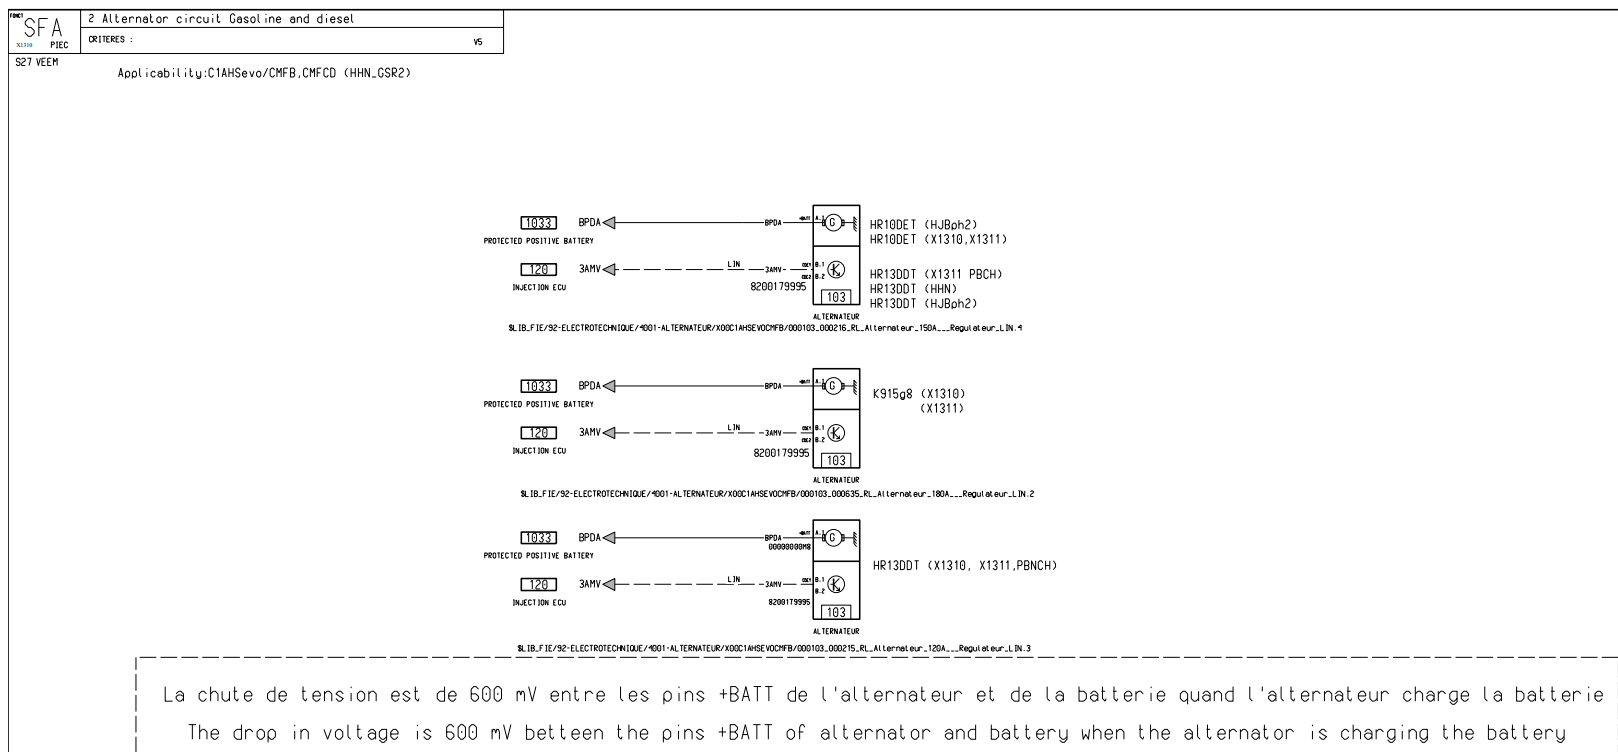 FONCT
SFA
X1310 PIEC
2 Alternator circuit Gasoline and diesel
CRITERES : V5
S27 VEEM
Applicability:C1AHSevo/CMFB,CMFCD (HHN_GSR2)
1033 BPDA BPDA +BATT A.1 G
PROTECTED POSITIVE BATTERY
HR10DET (HJBph2)
HR10DET (X1310,X1311)
120 3AMV LIN 3AMV B.1
INJECTION ECU
B.2
8200179995
103
HR13DDT (X1311 PBCH)
HR13DDT (HHN)
HR13DDT (HJBph2)
ALTERNATEUR
$LIB_FIE/92-ELECTROTECHNIQUE/4001-ALTERNATEUR/X00C1AHSEVOCMFB/000103_000216_RL_Alternateur_150A___Regulateur_LIN.4
1033 BPDA BPDA +BATT A.1 G
PROTECTED POSITIVE BATTERY
K915g8 (X1310)
(X1311)
120 3AMV LIN 3AMV B.1
INJECTION ECU
B.2
8200179995
103
ALTERNATEUR
$LIB_FIE/92-ELECTROTECHNIQUE/4001-ALTERNATEUR/X00C1AHSEVOCMFB/000103_000635_RL_Alternateur_180A___Regulateur_LIN.2
1033 BPDA BPDA +BATT A.1 G
00000000M8
PROTECTED POSITIVE BATTERY
HR13DDT (X1310, X1311,PBNCH)
120 3AMV LIN 3AMV B.1
B.2
INJECTION ECU
8200179995
103
ALTERNATEUR
$LIB_FIE/92-ELECTROTECHNIQUE/4001-ALTERNATEUR/X00C1AHSEVOCMFB/000103_000215_RL_Alternateur_120A___Regulateur_LIN.3
La chute de tension est de 600 mV entre les pins +BATT de l'alternateur et de la batterie quand l'alternateur charge la batterie
The drop in voltage is 600 mV betteen the pins +BATT of alternator and battery when the alternator is charging the battery